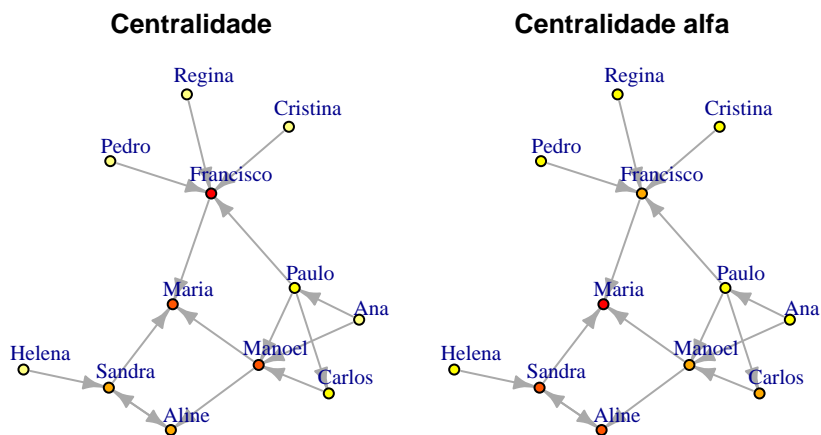 Centralidade
Regina
Cristina
Pedro
Francisco
Paulo
Maria
Ana
Manoel
Helena
Sandra
Carlos
Aline
Centralidade alfa
Regina
Cristina
Pedro
Francisco
Paulo
Maria
Ana
Manoel
Helena
Sandra
Carlos
Aline